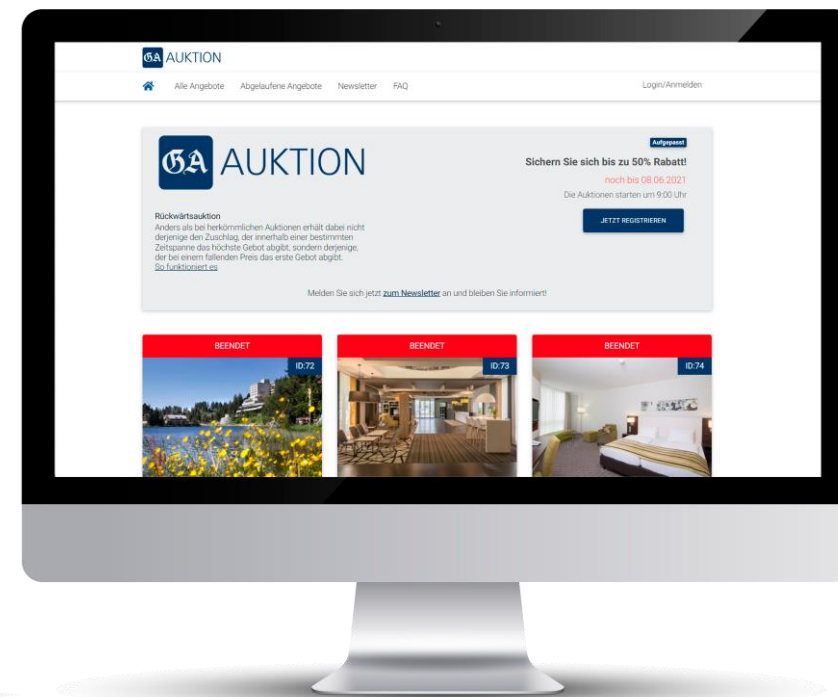 GA AUKTION
Alle Angebote Abgelaufene Angebote Newsletter FAQ Login/Anmelden
GA AUKTION
Aufgepasst
Sichern Sie sich bis zu 50% Rabatt!
noch bis 08.06.2021
Die Auktionen starten um 9:00 Uhr
JETZT REGISTRIEREN
Rückwärtsauktion
Anders als bei herkömmlichen Auktionen erhält dabei nicht
derjenige den Zuschlag, der innerhalb einer bestimmten
Zeitspanne das höchste Gebot abgibt, sondern derjenige,
der bei einem fallenden Preis das erste Gebot abgibt.
So funktioniert es
Melden Sie sich jetzt zum Newsletter an und bleiben Sie informiert!
BEENDET
ID:72
BEENDET
ID:73
BEENDET
ID:74